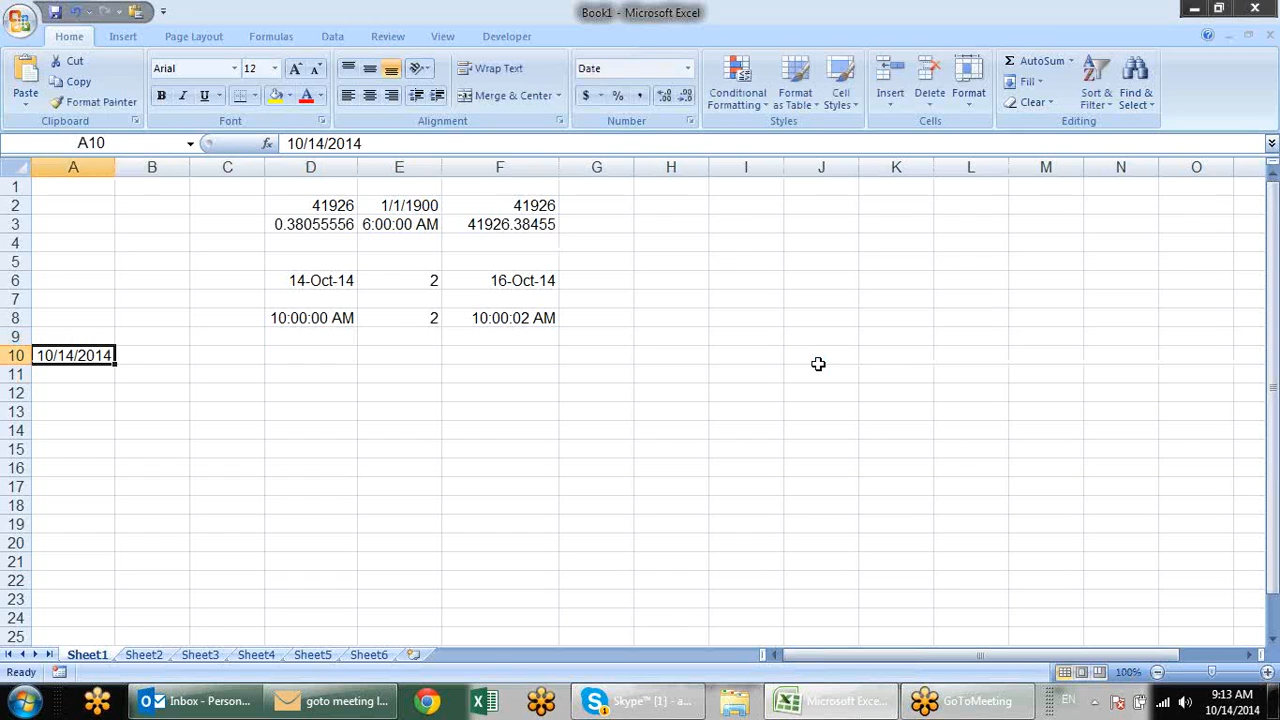 Book1 - Microsoft Excel
Home Insert Page Layout Formulas Data Review View Developer
Paste Cut Copy Format Painter Clipboard
Arial 12 B I U A A A Font
Wrap Text Merge & Center Alignment
Date $ % , Number
Conditional Formatting Format as Table Cell Styles Styles
Insert Delete Format Cells
Σ AutoSum Fill Clear Sort & Filter Find & Select Editing
A10 fx 10/14/2014
A B C D E F G H I J K L M N O
1
2 41926 1/1/1900 41926
3 0.38055556 6:00:00 AM 41926.38455
4
5
6 14-Oct-14 2 16-Oct-14
7
8 10:00:00 AM 2 10:00:02 AM
9
10 10/14/2014
11
12
13
14
15
16
17
18
19
20
21
22
23
24
25
Sheet1 Sheet2 Sheet3 Sheet4 Sheet5 Sheet6
Ready 100%
Inbox - Person... goto meeting l... Skype™ [1] - a... Microsoft Exce... GoToMeeting EN 9:13 AM
10/14/2014